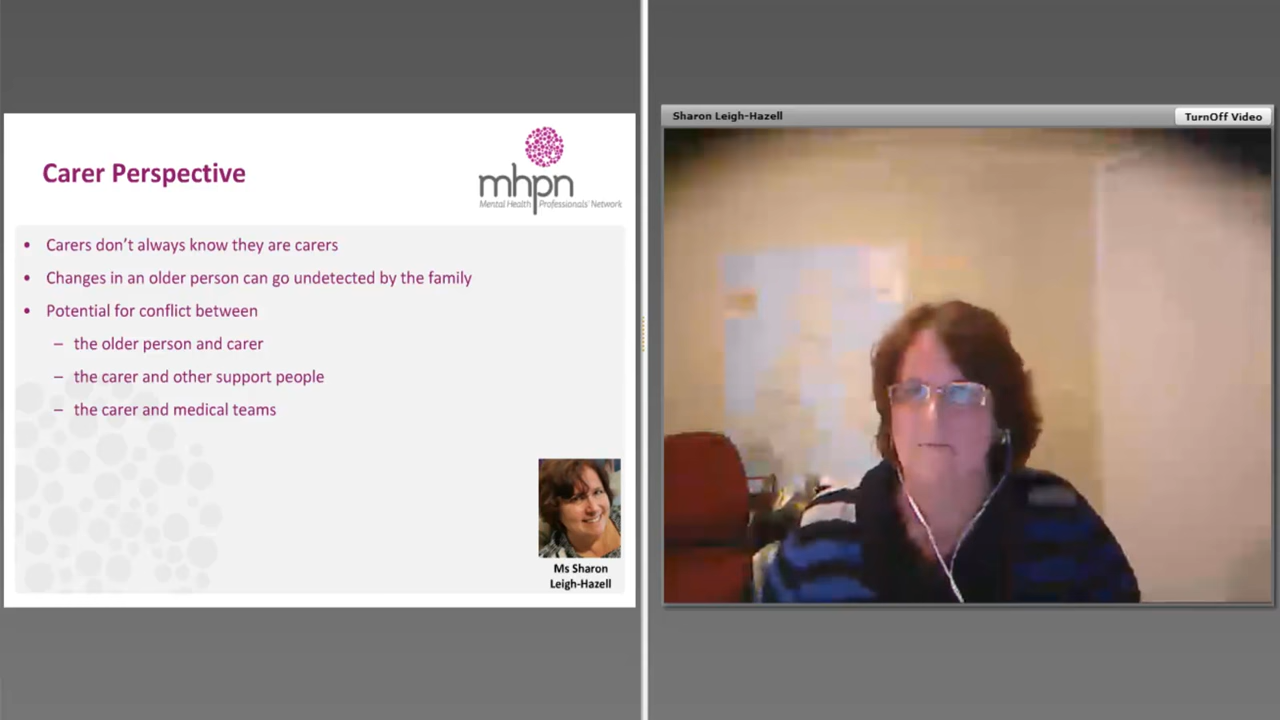 Carer Perspective
mhpn
Mental Health Professionals' Network
• Carers don't always know they are carers
• Changes in an older person can go undetected by the family
• Potential for conflict between
– the older person and carer
– the carer and other support people
– the carer and medical teams
Ms Sharon
Leigh-Hazell
Sharon Leigh-Hazell
TurnOff Video